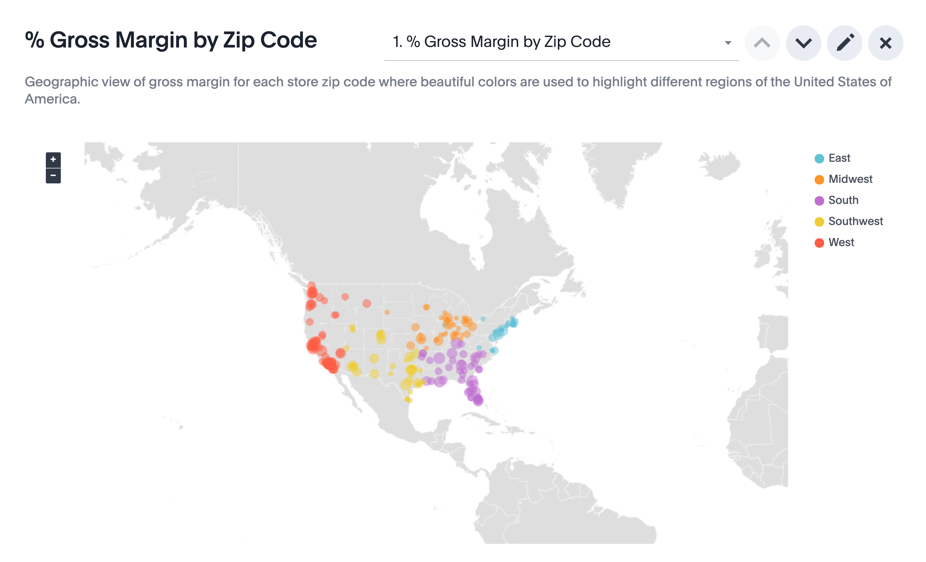 % Gross Margin by Zip Code
1. % Gross Margin by Zip Code
Geographic view of gross margin for each store zip code where beautiful colors are used to highlight different regions of the United States of
America.
+
−
East
Midwest
South
Southwest
West